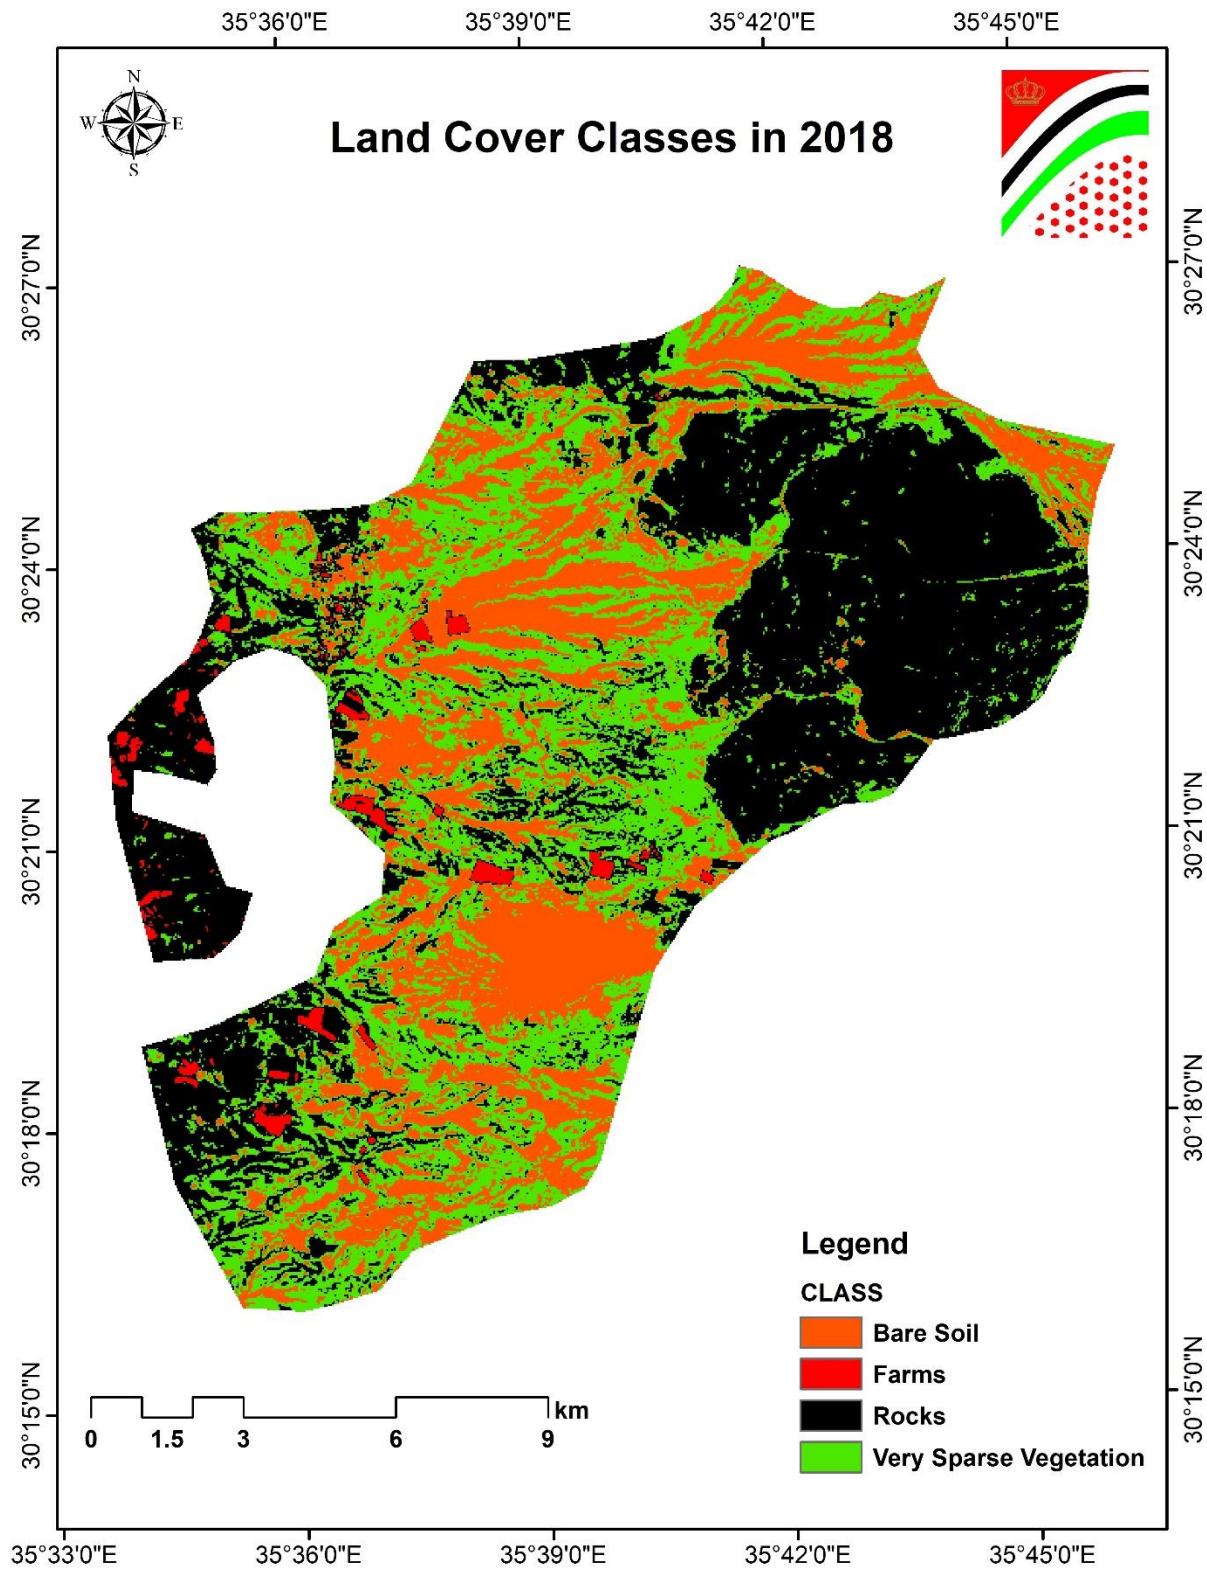 35°36'0"E 35°39'0"E 35°42'0"E 35°45'0"E
N
W E
S
Land Cover Classes in 2018
30°27'0"N 30°27'0"N
30°24'0"N 30°24'0"N
30°21'0"N 30°21'0"N
30°18'0"N 30°18'0"N
30°15'0"N 30°15'0"N
Legend
CLASS
Bare Soil
Farms
Rocks
Very Sparse Vegetation
km
0 1.5 3 6 9
35°33'0"E 35°36'0"E 35°39'0"E 35°42'0"E 35°45'0"E